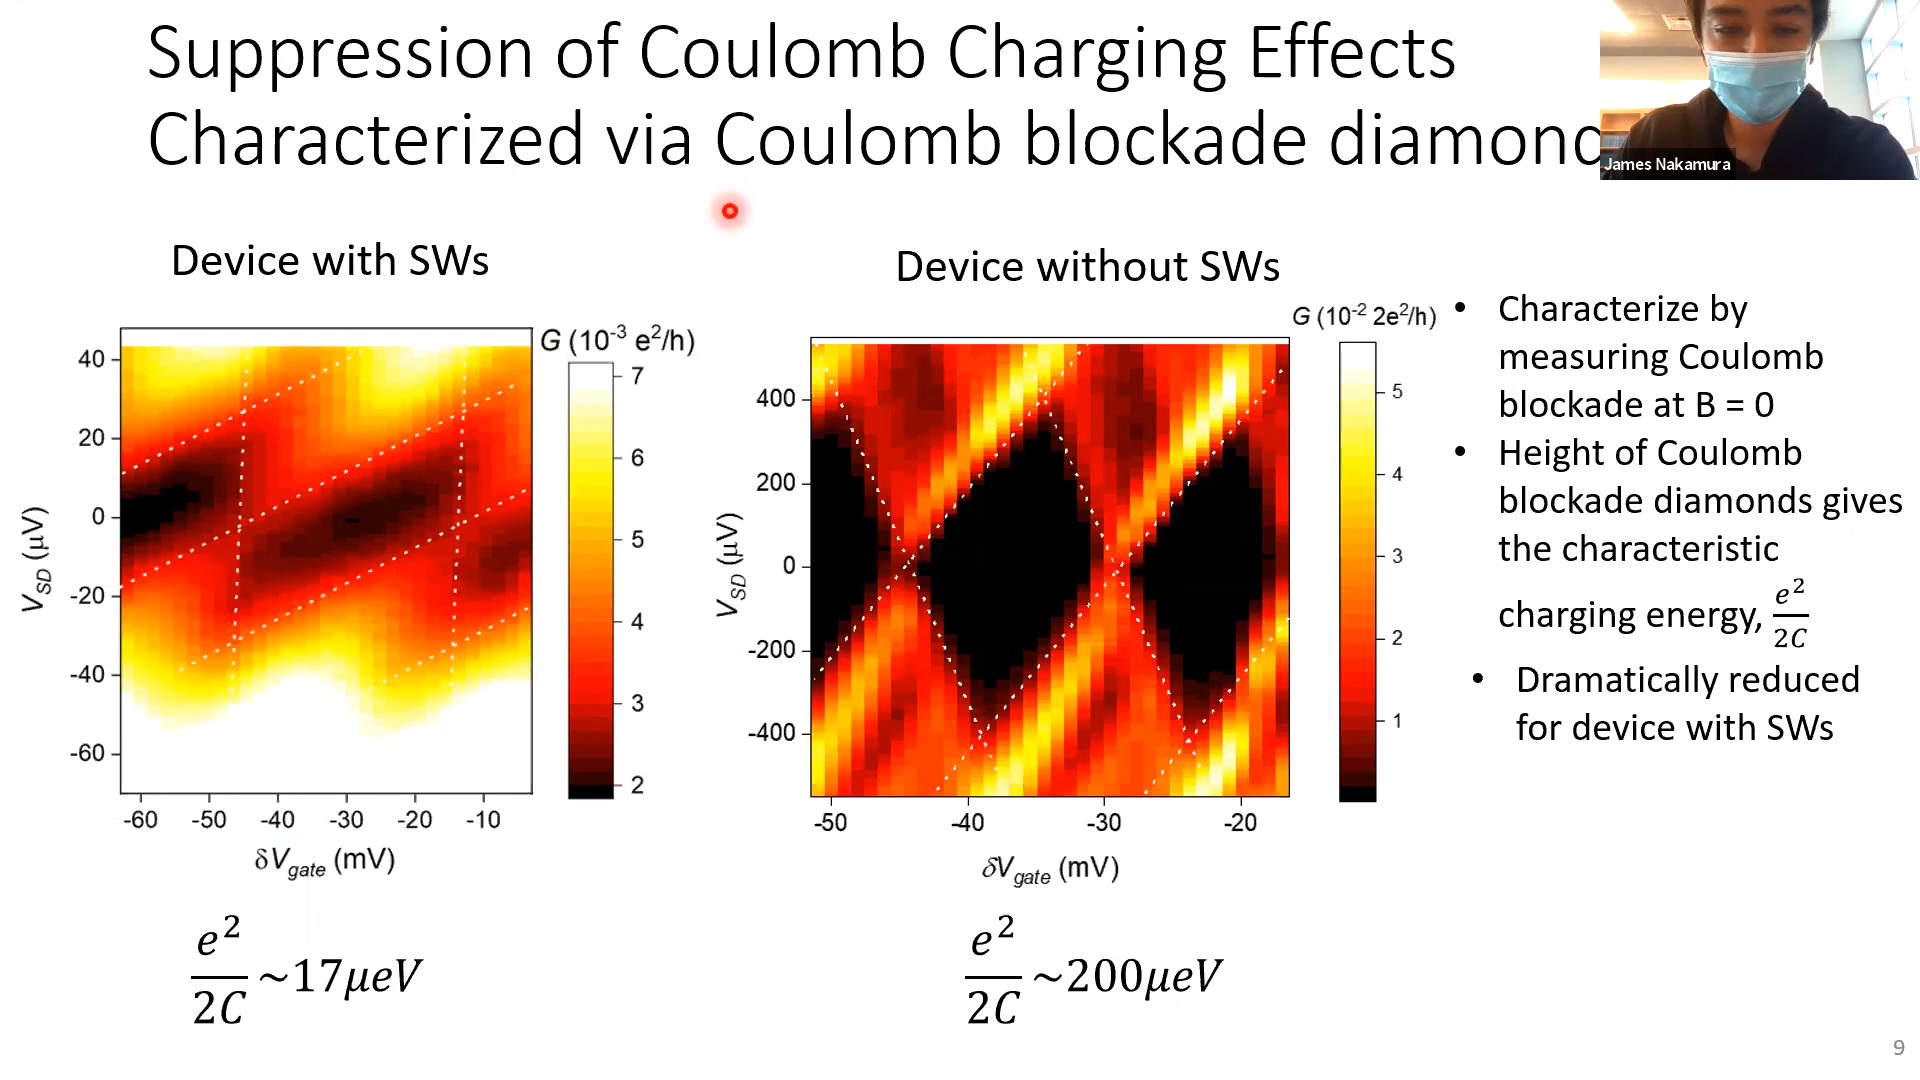 Suppression of Coulomb Charging Effects
Characterized via Coulomb blockade diamond
James Nakamura
Device with SWs
G (10⁻³ e²/h)
40
20
0
-20
-40
-60
V_SD (μV)
-60 -50 -40 -30 -20 -10
δV_gate (mV)
7
6
5
4
3
2
e²/2C ~17μeV
Device without SWs
G (10⁻² 2e²/h)
400
200
0
-200
-400
V_SD (μV)
-50 -40 -30 -20
δV_gate (mV)
5
4
3
2
1
e²/2C ~200μeV
• Characterize by
measuring Coulomb
blockade at B = 0
• Height of Coulomb
blockade diamonds gives
the characteristic
charging energy, e²/2C
• Dramatically reduced
for device with SWs
9